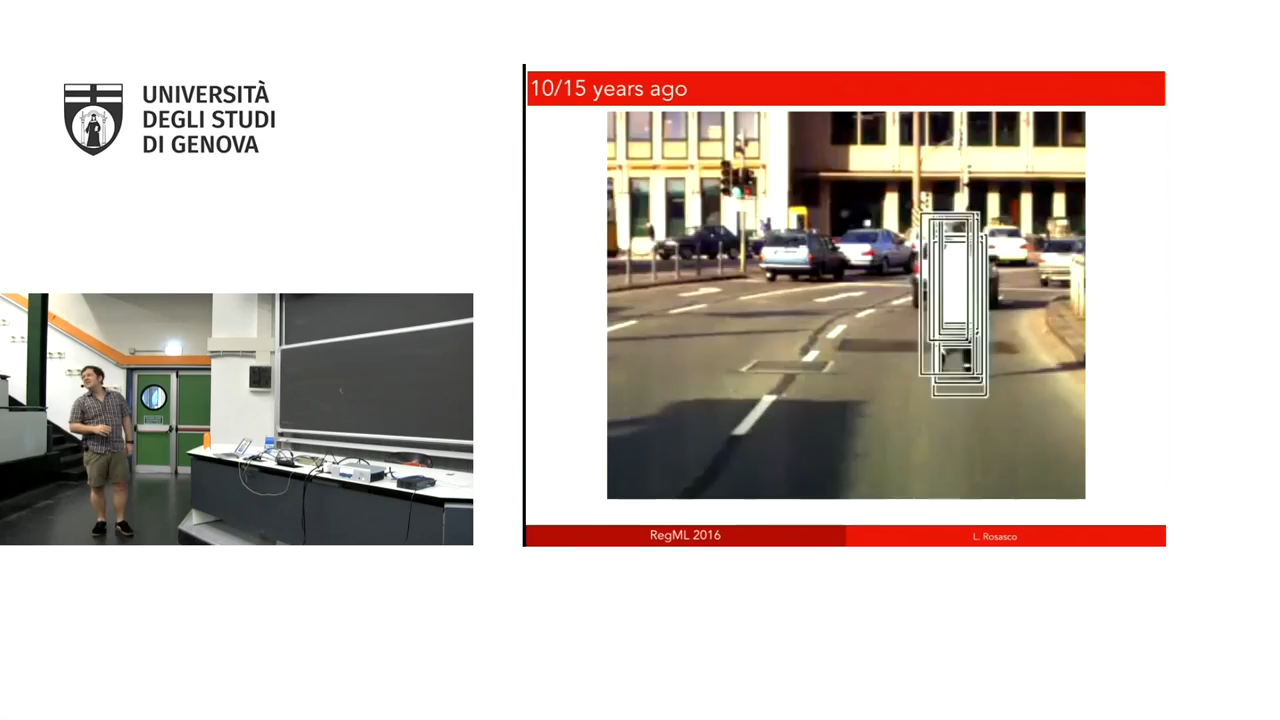 UNIVERSITÀ
DEGLI STUDI
DI GENOVA
10/15 years ago
RegML 2016
L. Rosasco